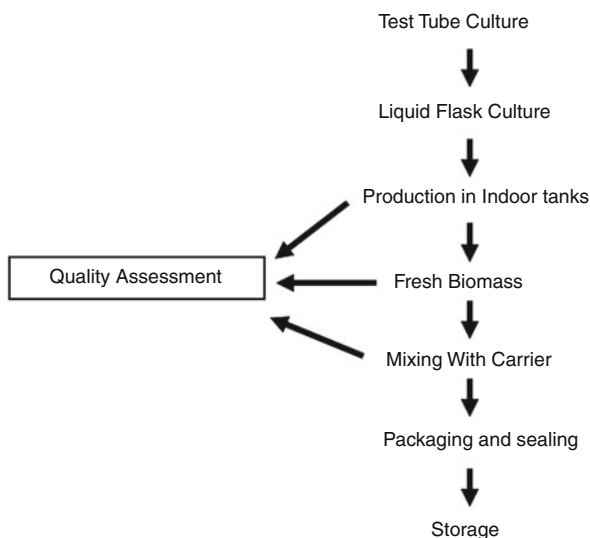 Test Tube Culture
Liquid Flask Culture
Production in Indoor tanks
Quality Assessment
Fresh Biomass
Mixing With Carrier
Packaging and sealing
Storage